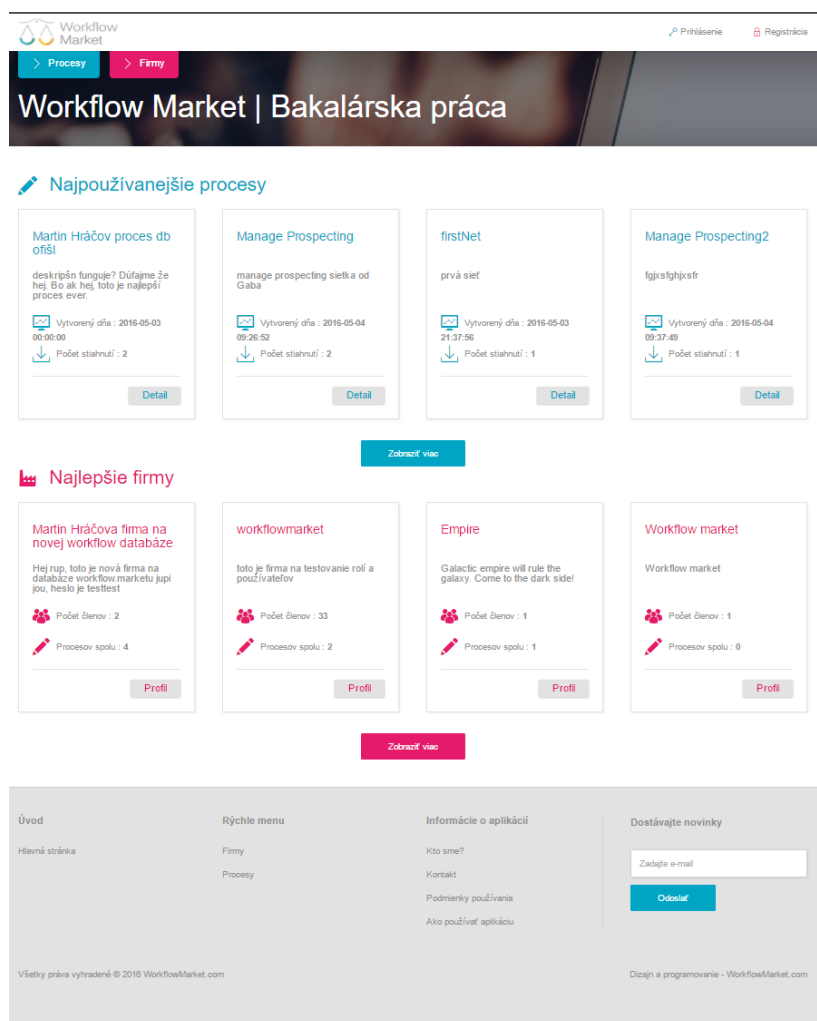 Workflow
Market
Prihlásenie
Registrácia
Procesy
Firmy
Workflow Market | Bakalárska práca
Najpoužívanejšie procesy
Martin Hráčov proces db
ofišl
deskripšn funguje? Dúfajme že
hej. Bo ak hej, toto je najlepší
proces ever.
Vytvorený dňa : 2016-05-03
00:00:00
Počet stiahnutí : 2
Detail
Manage Prospecting
manage prospecting sietka od
Gaba
Vytvorený dňa : 2016-05-04
09:26:52
Počet stiahnutí : 2
Detail
firstNet
prvá sieť
Vytvorený dňa : 2016-05-03
21:37:56
Počet stiahnutí : 1
Detail
Manage Prospecting2
fgjxsfghjxsfr
Vytvorený dňa : 2016-05-04
09:37:49
Počet stiahnutí : 1
Detail
Zobraziť viac
Najlepšie firmy
Martin Hráčova firma na
novej workflow databáze
Hej rup, toto je nová firma na
databáze workflow.marketu jupi
jou, heslo je testtest
Počet členov : 2
Procesov spolu : 4
Profil
workflowmarket
toto je firma na testovanie rolí a
používateľov
Počet členov : 33
Procesov spolu : 2
Profil
Empire
Galactic empire will rule the
galaxy. Come to the dark side!
Počet členov : 1
Procesov spolu : 1
Profil
Workflow market
Workflow market
Počet členov : 1
Procesov spolu : 0
Profil
Zobraziť viac
Úvod
Hlavná stránka
Rýchle menu
Firmy
Procesy
Informácie o aplikácií
Kto sme?
Kontakt
Podmienky používania
Ako používať aplikáciu
Dostávajte novinky
Zadajte e-mail
Odoslať
Všetky práva vyhradené © 2016 WorkflowMarket.com
Dizajn a programovanie - WorkflowMarket.com